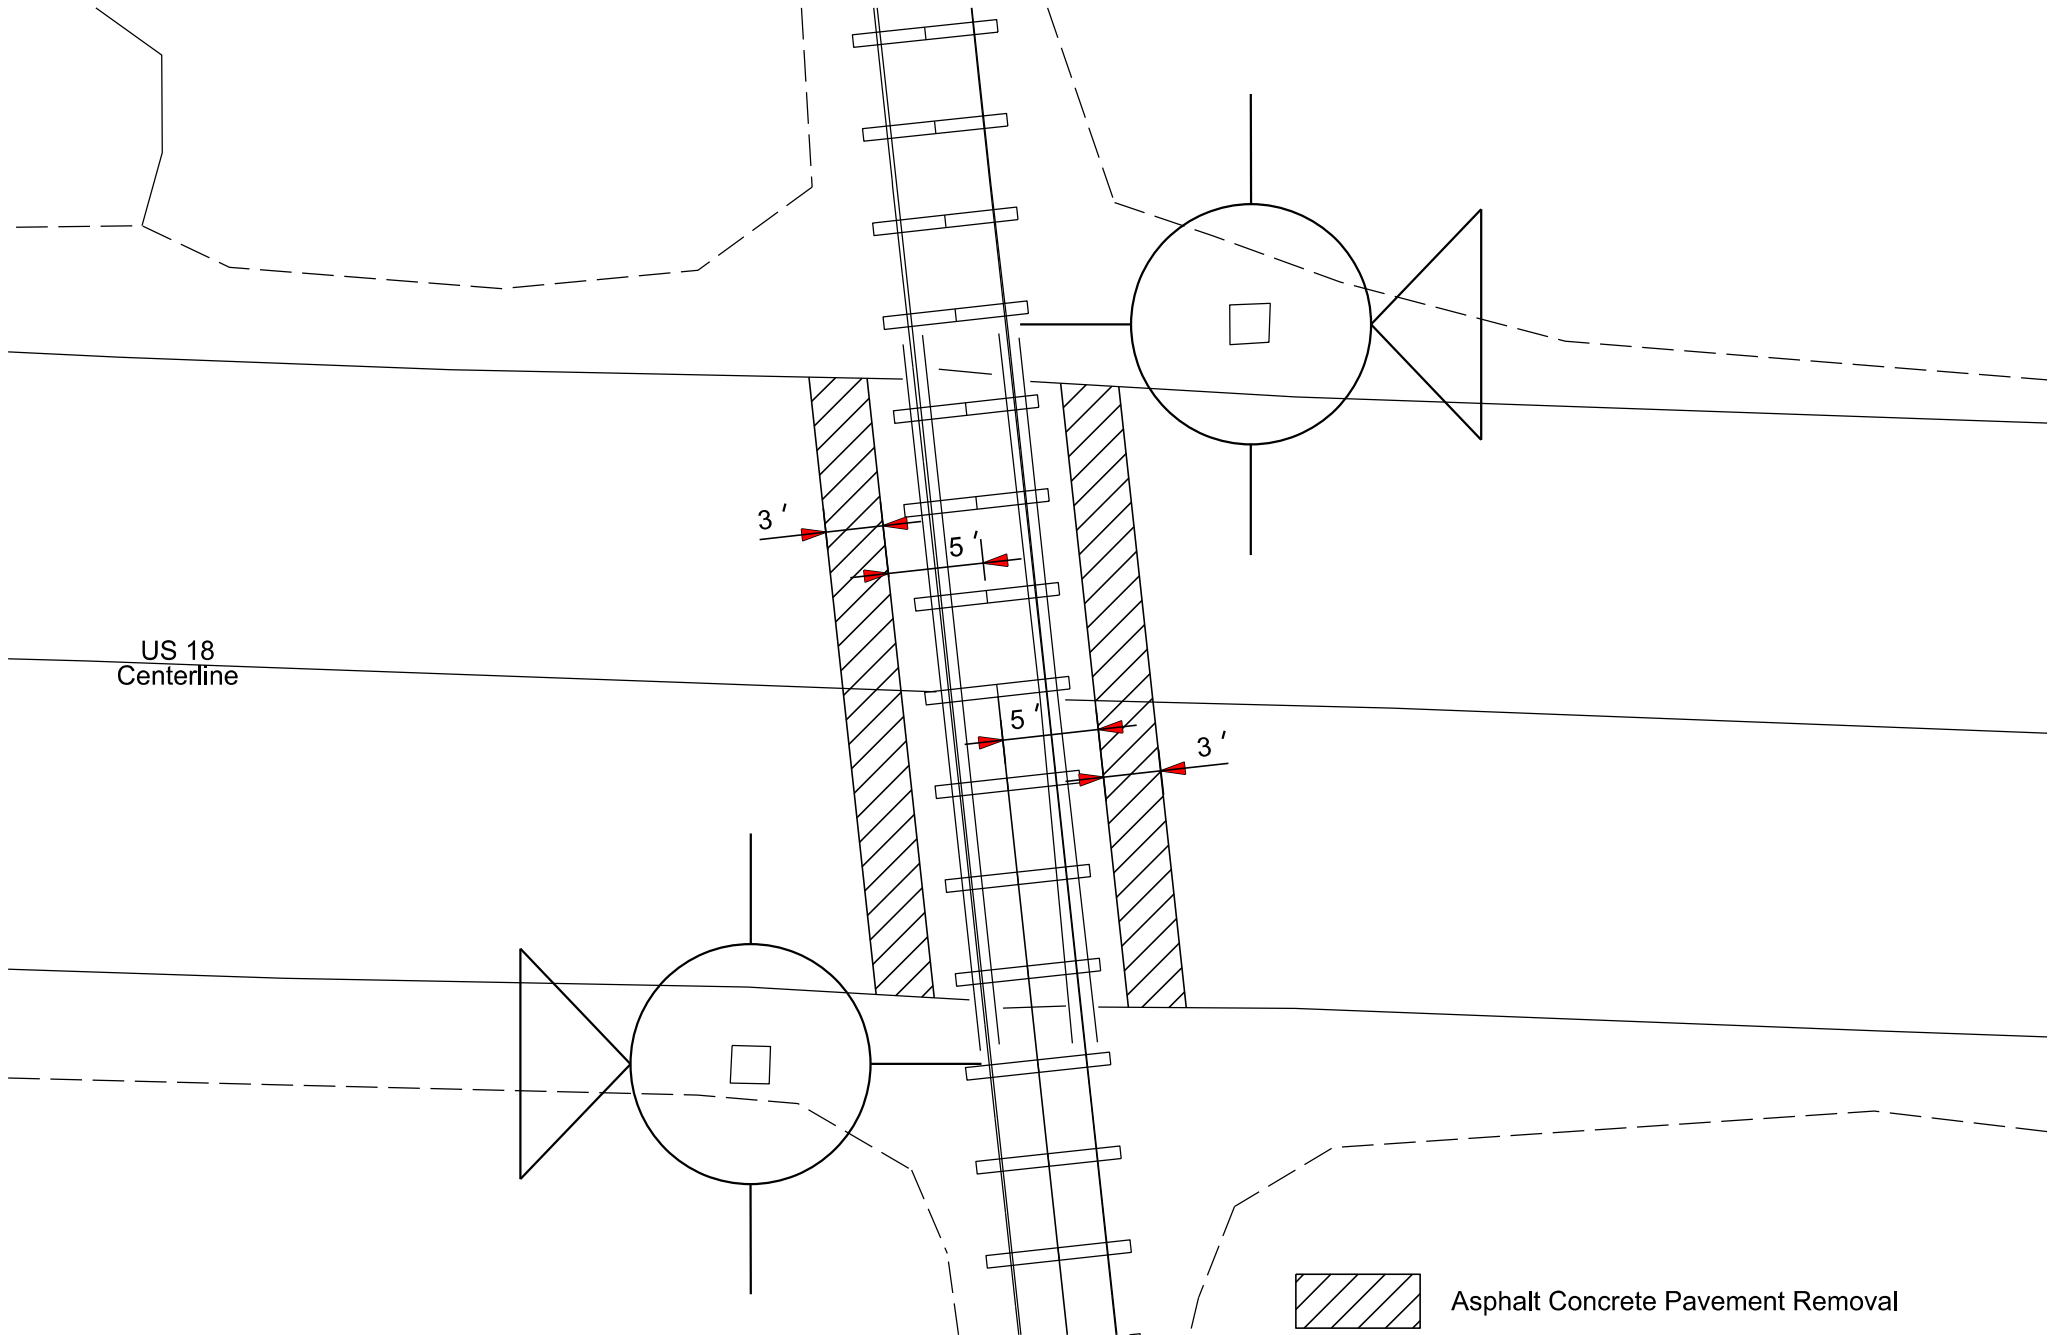 3 '
5 '
US 18
Centerline
5 '
3 '
Asphalt Concrete Pavement Removal